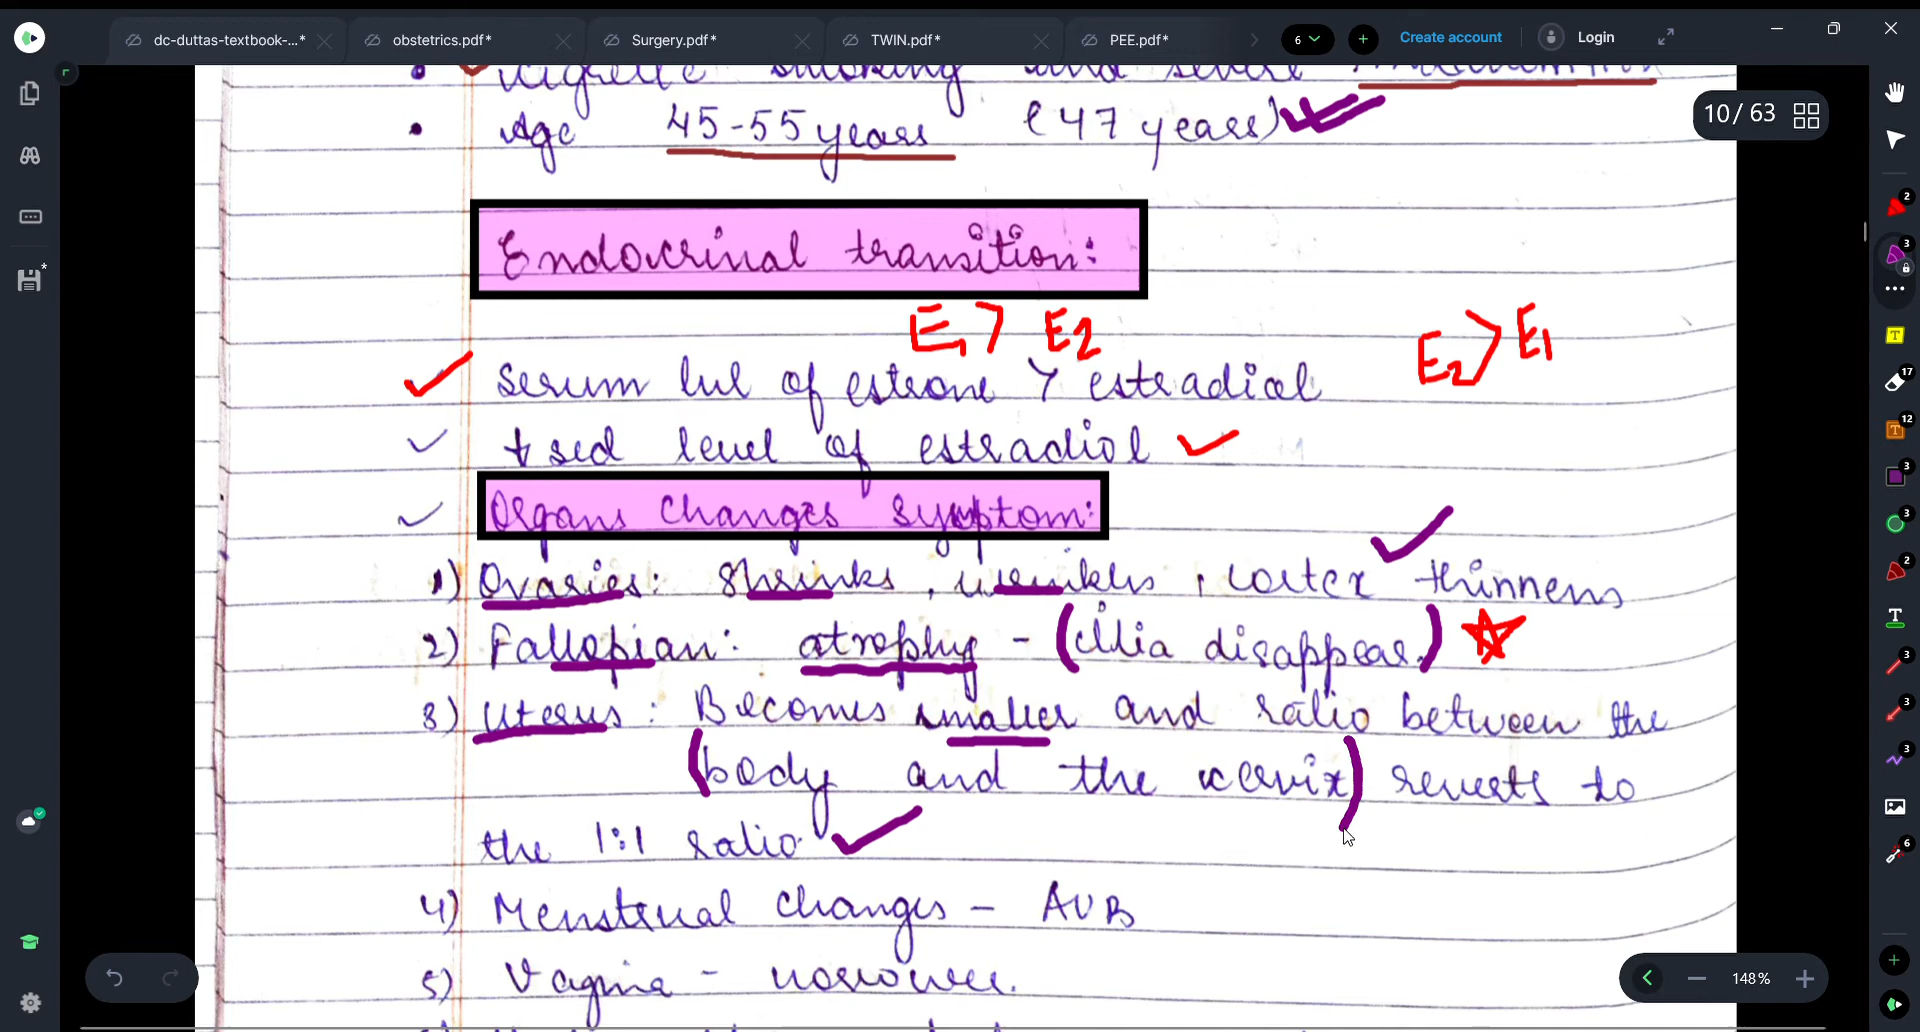 dc-duttas-textbook-...* obstetrics.pdf* Surgery.pdf* TWIN.pdf* PEE.pdf* 6 + Create account Login
10/ 63
smoking and severe
• Age 45-55 years (47 years)
Endocrinal transition:
E1 > E2
E2 > E1
serum lvl of estrone > estradiol
↓sed level of estradiol
Organs Changes symptom:
1) Ovaries: Shrinks, wrinkles, cortex thinness
2) Fallopian: atrophy - (cilia disappear.)
3) Uterus: Becomes smaller and ratio between the
(body and the cervix) reverts to
the 1:1 ratio
4) Menstrual changes - AUB
5) Vagina - narrower.
148%